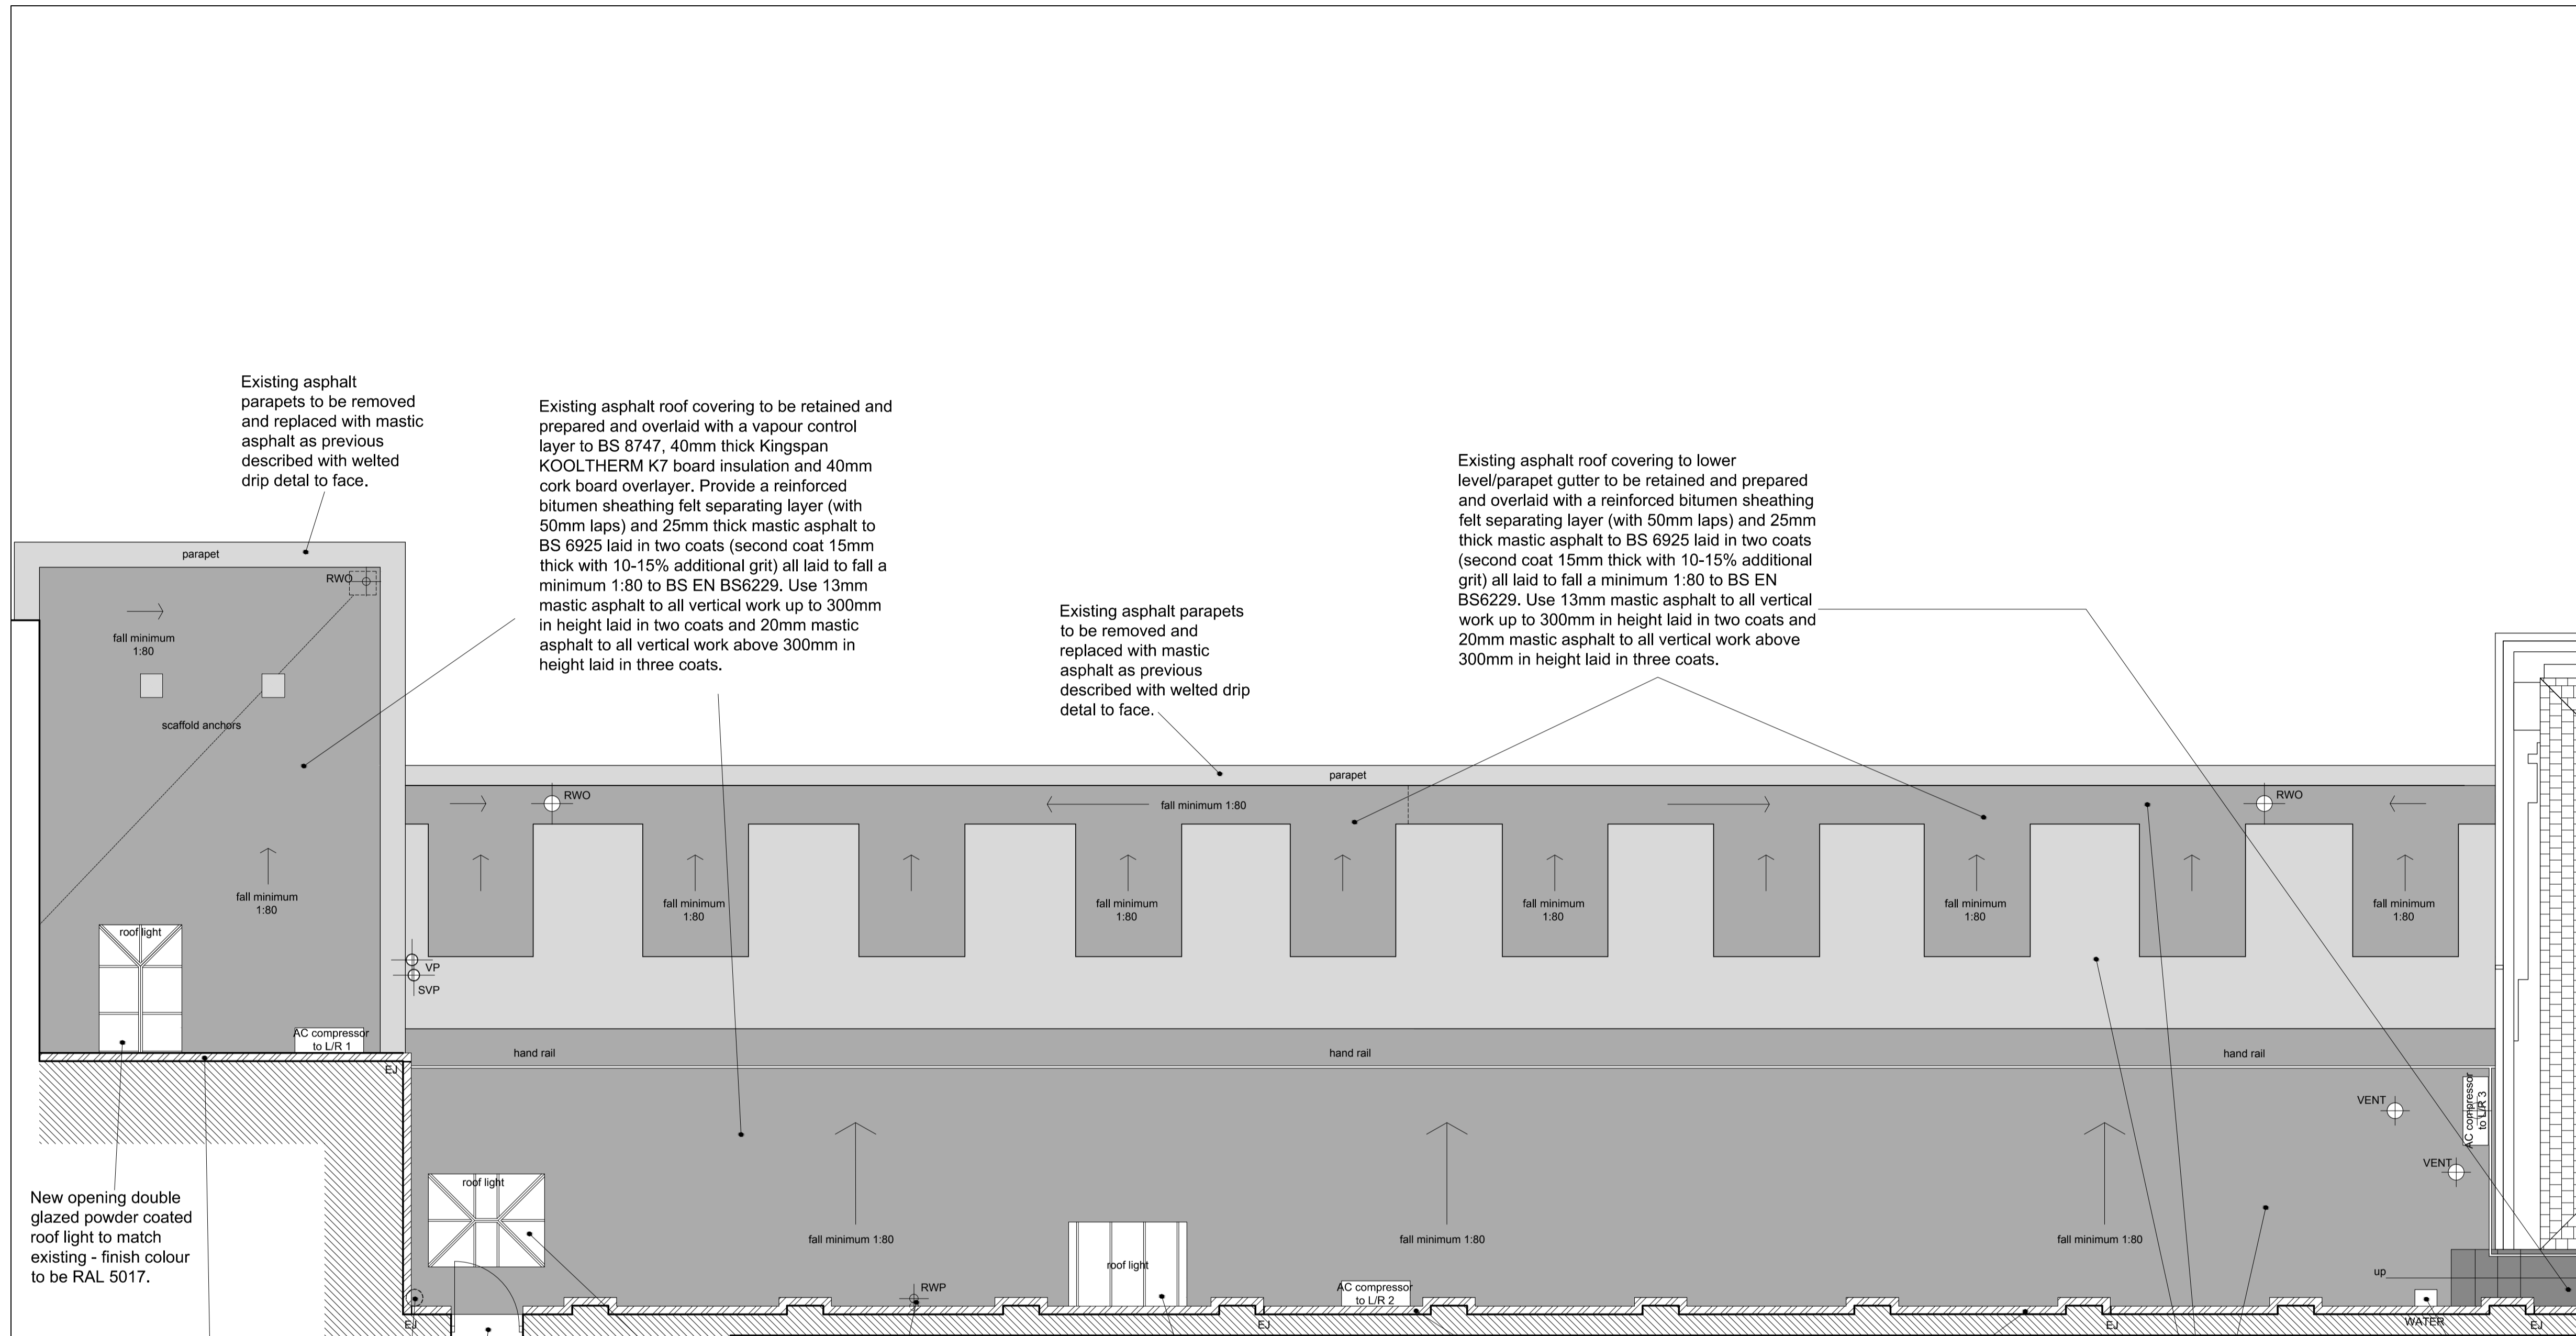 Existing asphalt
parapets to be removed
and replaced with mastic
asphalt as previous
described with welted
drip detal to face.
Existing asphalt roof covering to be retained and
prepared and overlaid with a vapour control
layer to BS 8747, 40mm thick Kingspan
KOOLTHERM K7 board insulation and 40mm
cork board overlayer. Provide a reinforced
bitumen sheathing felt separating layer (with
50mm laps) and 25mm thick mastic asphalt to
BS 6925 laid in two coats (second coat 15mm
thick with 10-15% additional grit) all laid to fall a
minimum 1:80 to BS EN BS6229. Use 13mm
mastic asphalt to all vertical work up to 300mm
in height laid in two coats and 20mm mastic
asphalt to all vertical work above 300mm in
height laid in three coats.
Existing asphalt parapets
to be removed and
replaced with mastic
asphalt as previous
described with welted drip
detal to face.
Existing asphalt roof covering to lower
level/parapet gutter to be retained and prepared
and overlaid with a reinforced bitumen sheathing
felt separating layer (with 50mm laps) and 25mm
thick mastic asphalt to BS 6925 laid in two coats
(second coat 15mm thick with 10-15% additional
grit) all laid to fall a minimum 1:80 to BS EN
BS6229. Use 13mm mastic asphalt to all vertical
work up to 300mm in height laid in two coats and
20mm mastic asphalt to all vertical work above
300mm in height laid in three coats.
parapet
RWO
fall minimum
1:80
scaffold anchors
fall minimum
1:80
roof light
AC compressor
to L/R 1
VP
SVP
parapet
RWO
fall minimum 1:80
RWO
fall minimum
1:80
fall minimum
1:80
fall minimum
1:80
fall minimum
1:80
fall minimum
1:80
hand rail
hand rail
hand rail
EJ
VENT
AC compressor
to L/R 3
VENT
roof light
fall minimum 1:80
fall minimum 1:80
fall minimum 1:80
roof light
up
RWP
AC compressor
to L/R 2
WATER
EJ
EJ
EJ
EJ
New opening double
glazed powder coated
roof light to match
existing - finish colour
to be RAL 5017.